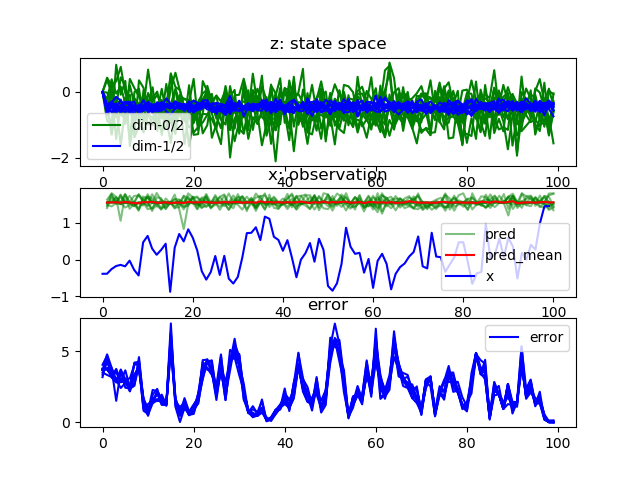 z: state space
0
−2
dim-0/2
dim-1/2
0 20 40 60 80 100
x: observation
1
0
−1
pred
pred_mean
x
0 20 40 60 80 100
error
5
0
error
0 20 40 60 80 100